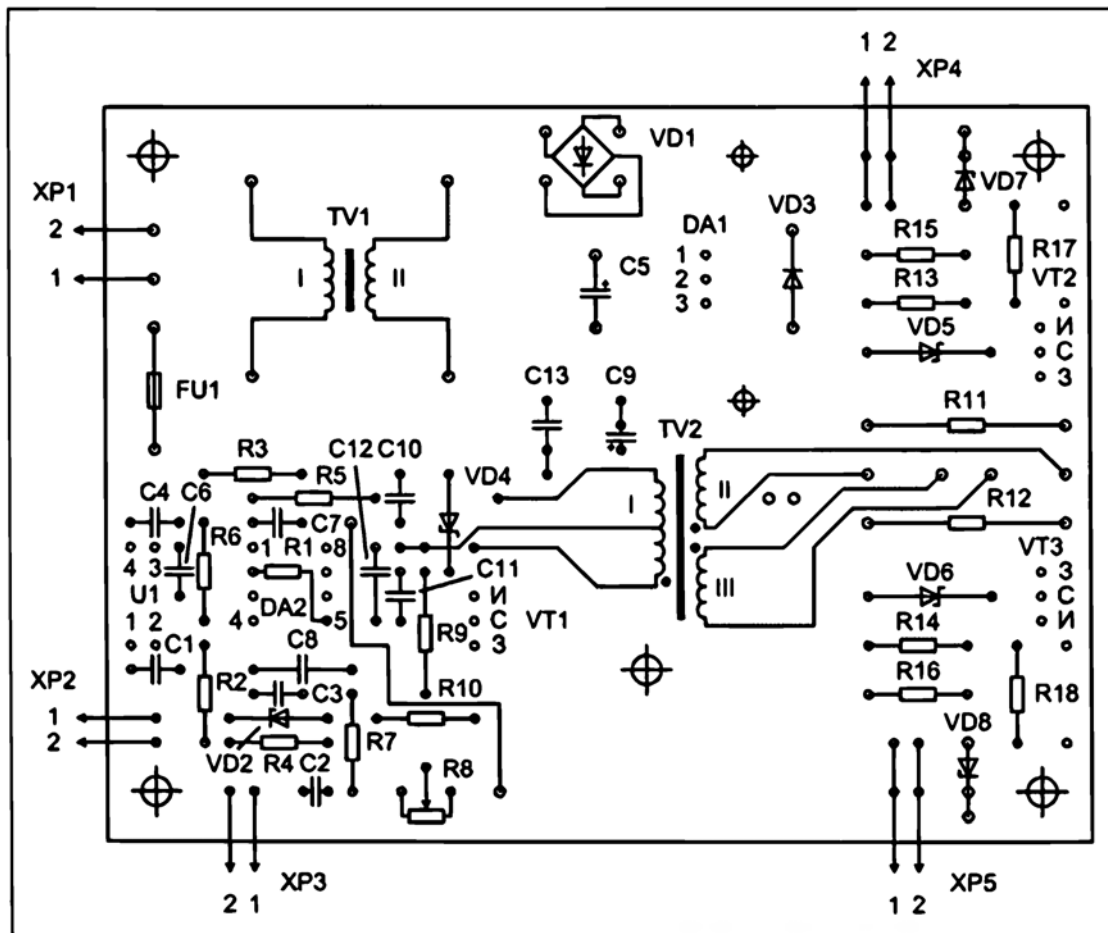 1 2
XP4
VD1
VD7
XP1
2
1
TV1
I II
DA1
1
2
3
VD3
C5
R15
R13
R17
VT2
И
С
З
VD5
FU1
C13 C9
R11
TV2
R3
R5
C12 C10
VD4
I
II
III
R12
C4 C6
R6
C7
R1
1 8
4 3
U1
1 2
DA2
4 5
C11
И
С
З
VT1
R9
VT3
З
С
И
VD6
R14
R16
R18
C1
C8
R2
C3
R10
XP2
1
2
VD2
R4
C2
R7
R8
VD8
XP3
2 1
XP5
1 2